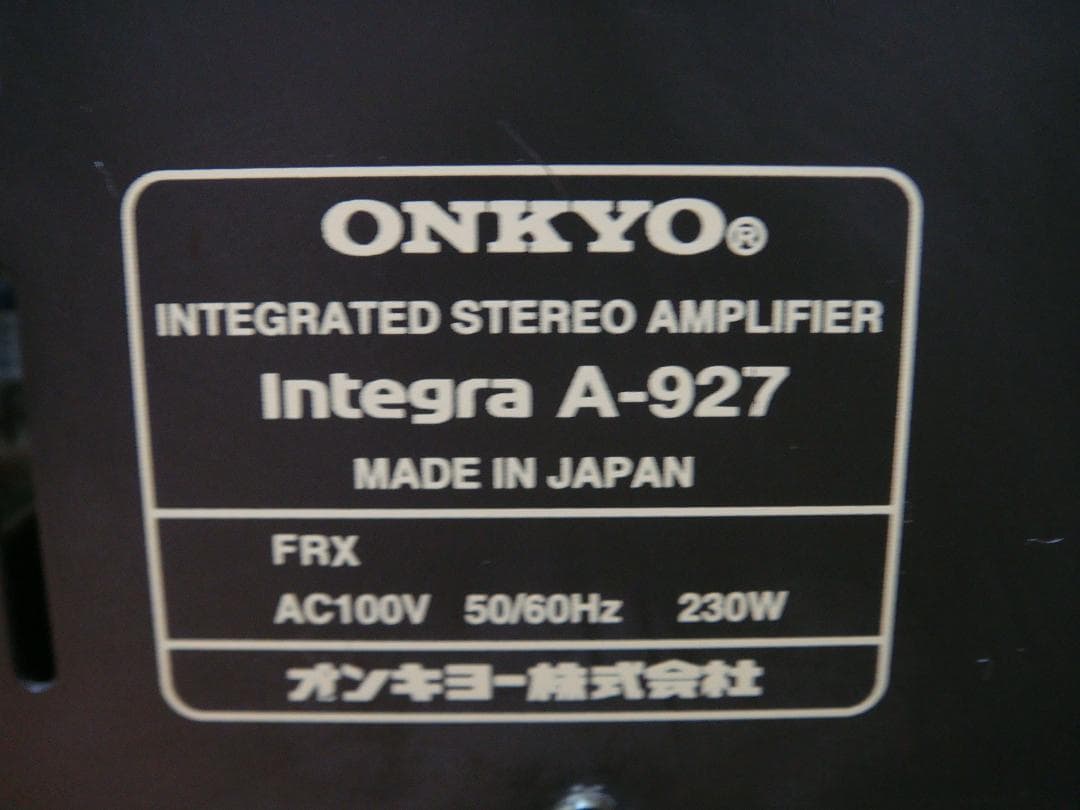 ONKYO®
INTEGRATED STEREO AMPLIFIER
Integra A-927
MADE IN JAPAN
FRX
AC100V 50/60Hz 230W
オンキヨー株式会社